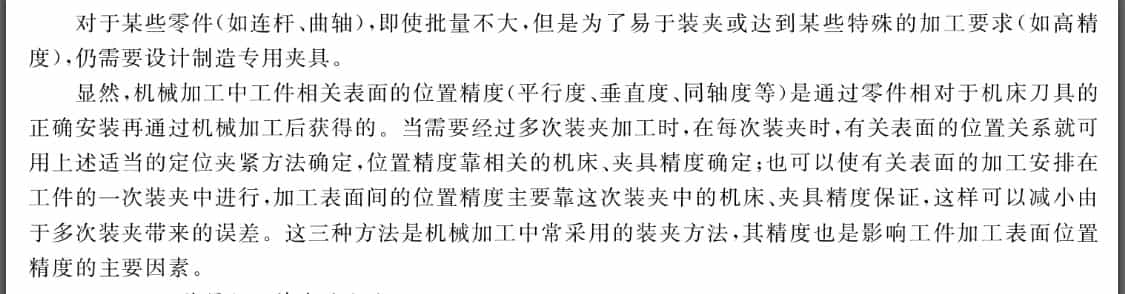 对于某些零件(如连杆、曲轴),即使批量不大,但是为了易于装夹或达到某些特殊的加工要求(如高精
度),仍需要设计制造专用夹具。
显然,机械加工中工件相关表面的位置精度(平行度、垂直度、同轴度等)是通过零件相对于机床刀具的
正确安装再通过机械加工后获得的。当需要经过多次装夹加工时,在每次装夹时,有关表面的位置关系就可
用上述适当的定位夹紧方法确定,位置精度靠相关的机床、夹具精度确定;也可以使有关表面的加工安排在
工件的一次装夹中进行,加工表面间的位置精度主要靠这次装夹中的机床、夹具精度保证,这样可以减小由
于多次装夹带来的误差。这三种方法是机械加工中常采用的装夹方法,其精度也是影响工件加工表面位置
精度的主要因素。